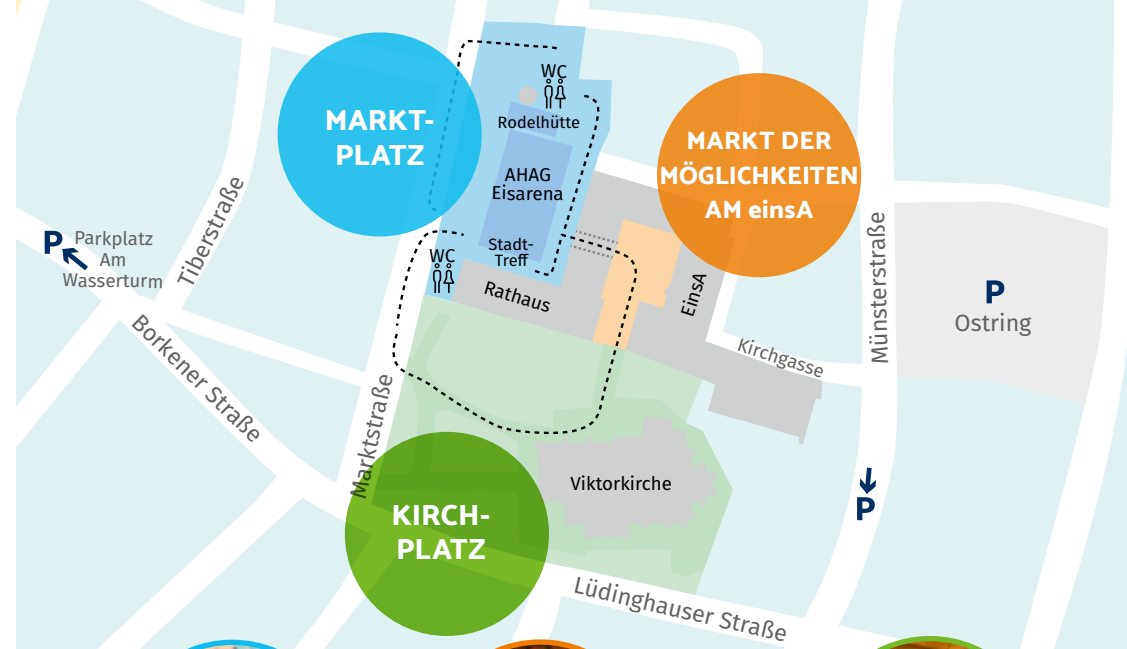 WC
MARKT-
PLATZ
Rodelhütte
MARKT DER
MÖGLICHKEITEN
AM einsA
AHAG
Eisarena
Tiberstraße
P
Parkplatz
Am
Wasserturm
Stadt-
Treff
WC
Rathaus
EinsA
Münsterstraße
P
Ostring
Kirchgasse
Borkener Straße
Marktstraße
Viktorkirche
P
KIRCH-
PLATZ
Lüdinghauser Straße